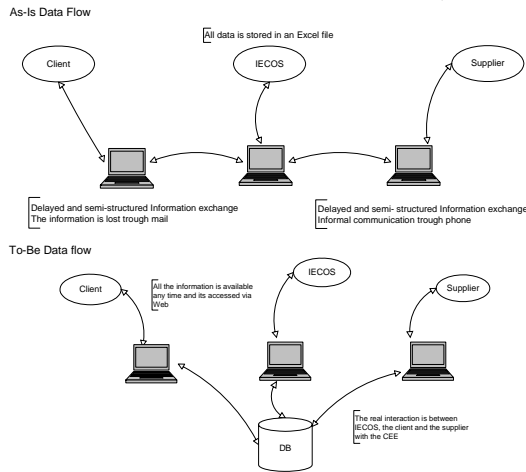 As-Is Data Flow
All data is stored in an Excel file
Client
IECOS
Supplier
Delayed and semi-structured Information exchange
The information is lost trough mail
Delayed and semi- structured Information exchange
Informal communication trough phone
To-Be Data flow
Client
All the information is available
any time and its accessed via
Web
IECOS
Supplier
The real interaction is between
IECOS, the client and the supplier
with the CEE
DB